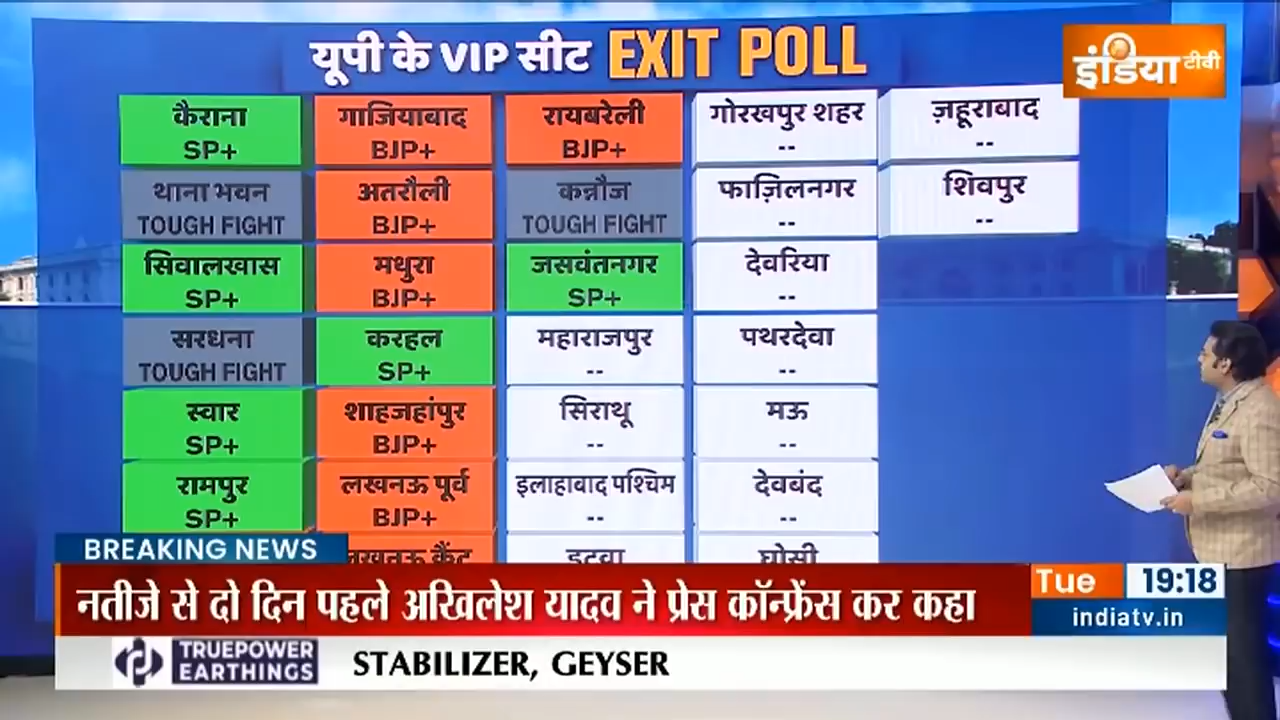 यूपी के VIP सीट EXIT POLL
इंडिया टीवी
कैराना
SP+
गाजियाबाद
BJP+
रायबरेली
BJP+
गोरखपुर शहर
--
ज़हूराबाद
--
थाना भवन
TOUGH FIGHT
अतरौली
BJP+
कन्नौज
TOUGH FIGHT
फाज़िलनगर
--
शिवपुर
--
सिवालखास
SP+
मथुरा
BJP+
जसवंतनगर
SP+
देवरिया
--
सरधना
TOUGH FIGHT
करहल
SP+
महाराजपुर
--
पथरदेवा
--
स्वार
SP+
शाहजहांपुर
BJP+
सिराथू
--
मऊ
--
रामपुर
SP+
लखनऊ पूर्व
BJP+
इलाहाबाद पश्चिम
--
देवबंद
--
लखनऊ कैंट
इटवा
घोसी
BREAKING NEWS
नतीजे से दो दिन पहले अखिलेश यादव ने प्रेस कॉन्फ्रेंस कर कहा
Tue 19:18
indiatv.in
TRUEPOWER
EARTHINGS
STABILIZER, GEYSER